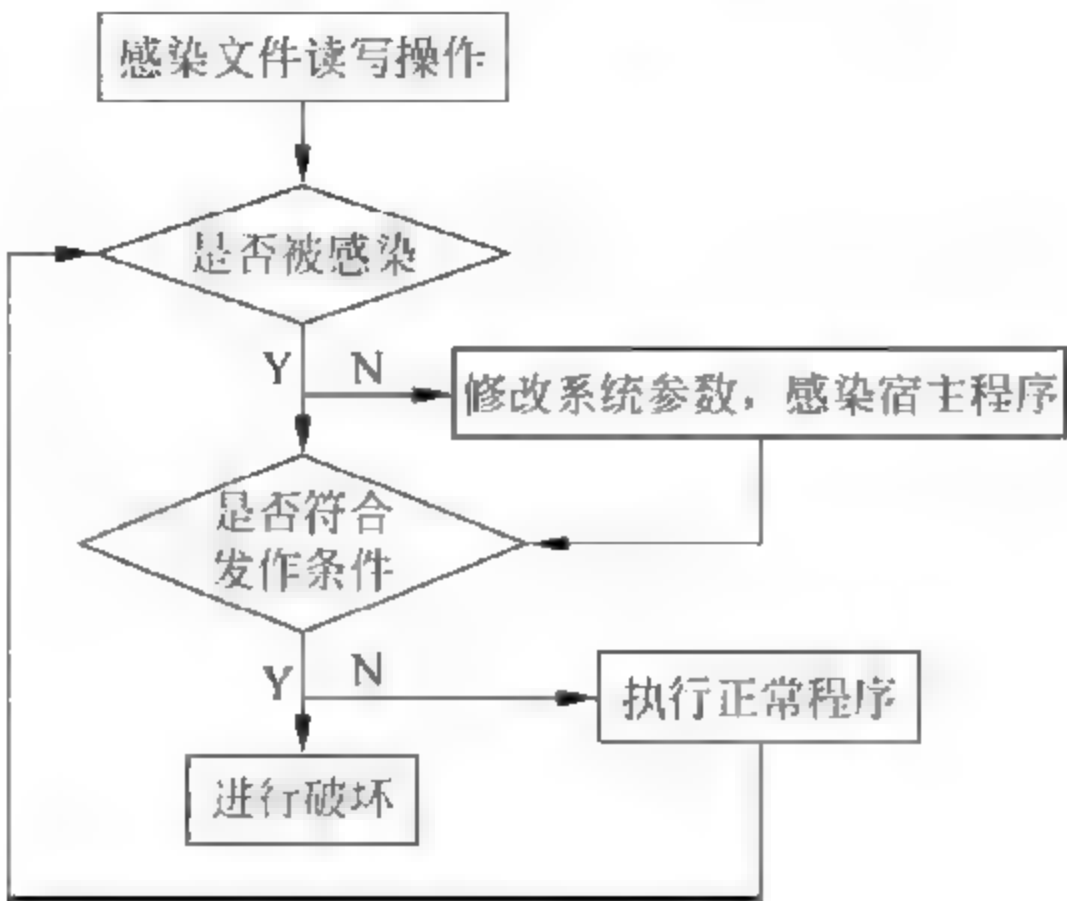 感染文件读写操作
是否被感染
Y
N
修改系统参数，感染宿主程序
是否符合
发作条件
Y
N
执行正常程序
进行破坏